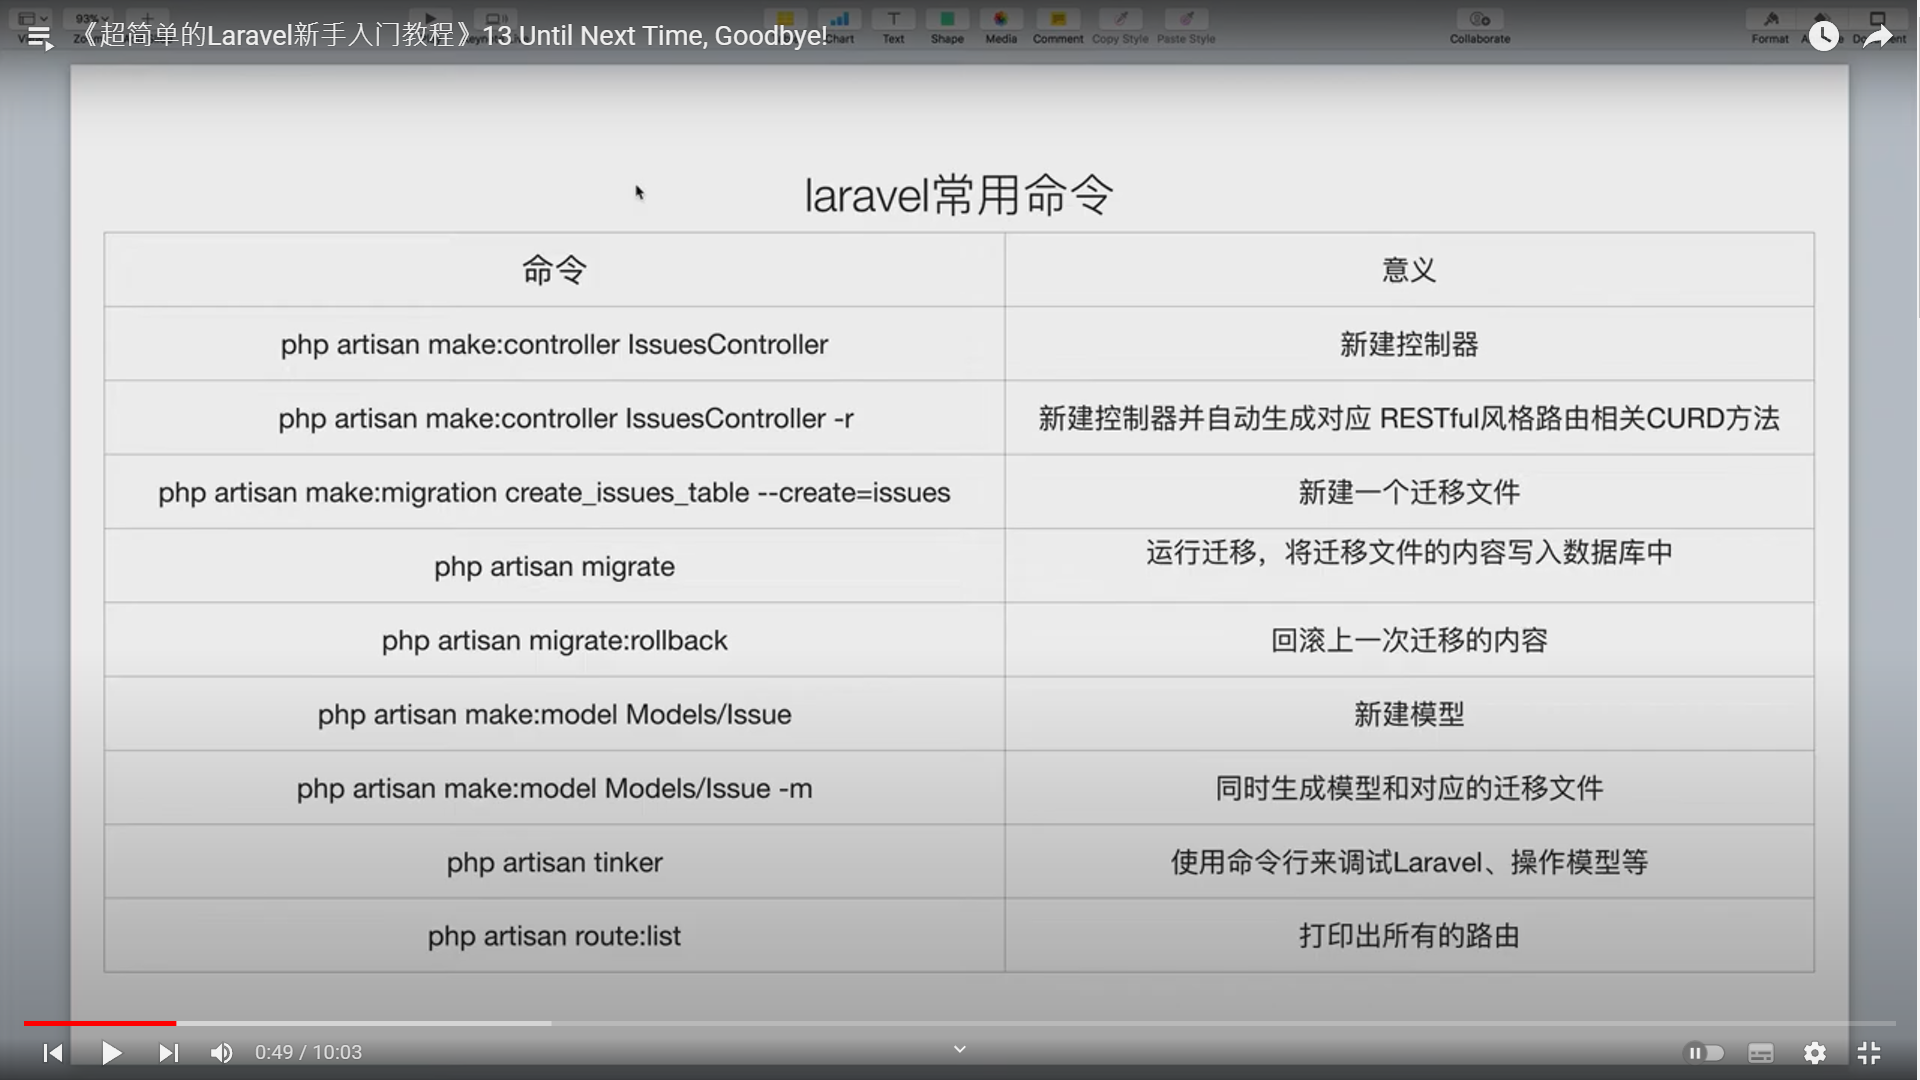 《超简单的Laravel新手入门教程》13 Until Next Time, Goodbye!
93%
Chart
Text
Shape
Media
Comment
Copy Style
Paste Style
Collaborate
Format
laravel常用命令
命令 意义
php artisan make:controller IssuesController 新建控制器
php artisan make:controller IssuesController -r 新建控制器并自动生成对应 RESTful风格路由相关CURD方法
php artisan make:migration create_issues_table --create=issues 新建一个迁移文件
php artisan migrate 运行迁移，将迁移文件的内容写入数据库中
php artisan migrate:rollback 回滚上一次迁移的内容
php artisan make:model Models/Issue 新建模型
php artisan make:model Models/Issue -m 同时生成模型和对应的迁移文件
php artisan tinker 使用命令行来调试Laravel、操作模型等
php artisan route:list 打印出所有的路由
0:49 / 10:03